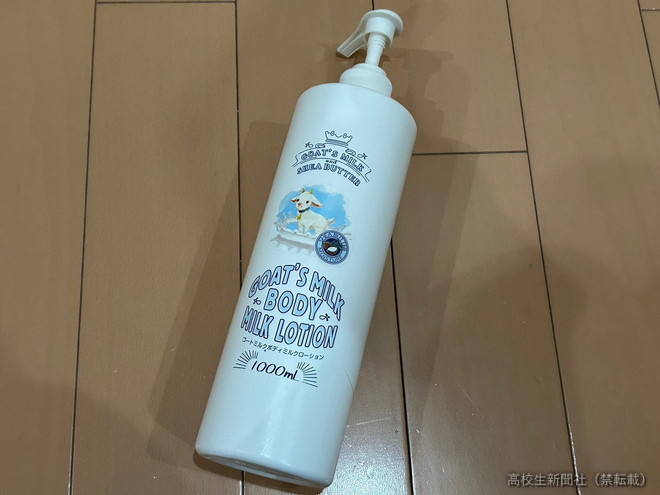 GOAT'S MILK
and
SHEA BUTTER
GOAT'S MILK
BODY
MILK LOTION
ゴートミルクボディミルクローション
1000mL
高校生新聞社（禁転載）